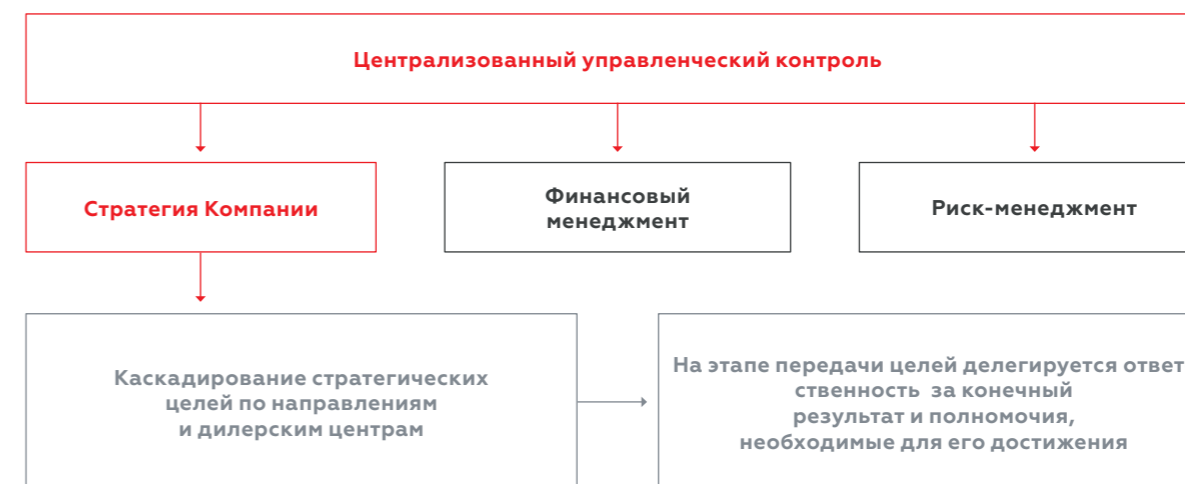 Централизованный управленческий контроль
Стратегия Компании
Финансовый
менеджмент
Риск-менеджмент
Каскадирование стратегических
целей по направлениям
и дилерским центрам
На этапе передачи целей делегируется ответ
ственность за конечный
результат и полномочия,
необходимые для его достижения